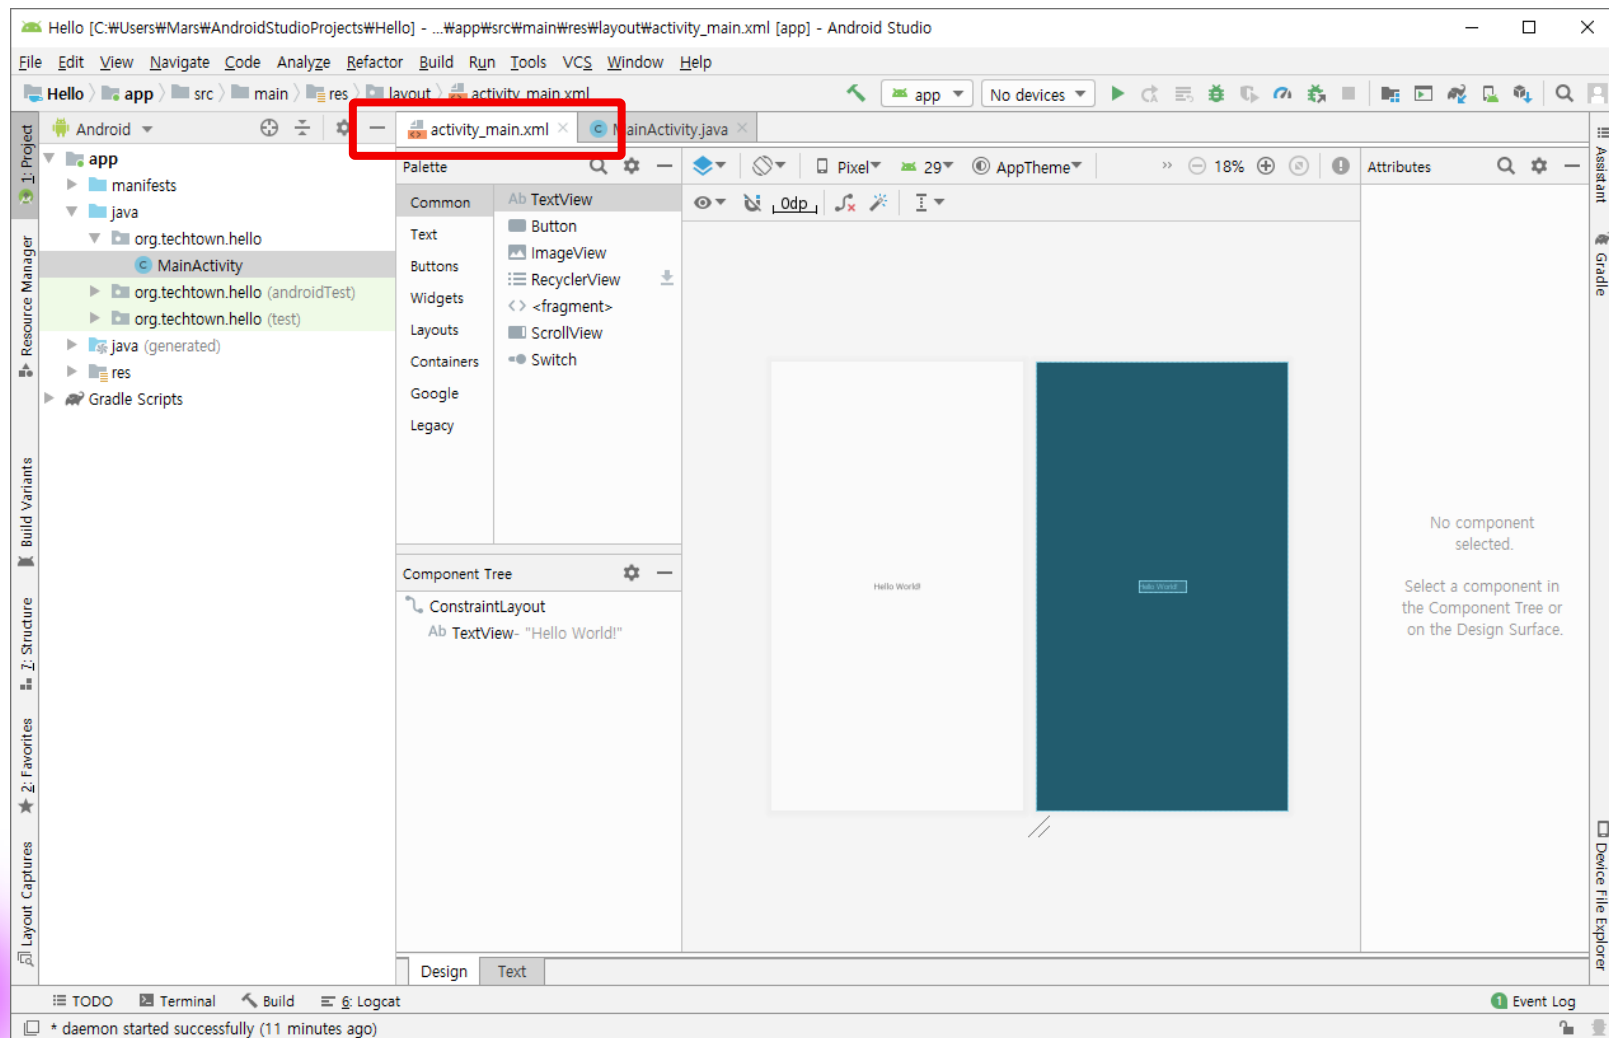 Hello [C:₩Users₩Mars₩AndroidStudioProjects₩Hello] - ...₩app₩src₩main₩res₩layout₩activity_main.xml [app] - Android Studio
File Edit View Navigate Code Analyze Refactor Build Run Tools VCS Window Help
Hello app src main res layout activity_main.xml
app No devices
1: Project
Resource Manager
Build Variants
7: Structure
2: Favorites
Layout Captures
Android
app
manifests
java
org.techtown.hello
MainActivity
org.techtown.hello (androidTest)
org.techtown.hello (test)
java (generated)
res
Gradle Scripts
activity_main.xml MainActivity.java
Palette
Common
Text
Buttons
Widgets
Layouts
Containers
Google
Legacy
Ab TextView
Button
ImageView
RecyclerView
<fragment>
ScrollView
Switch
Component Tree
ConstraintLayout
Ab TextView- "Hello World!"
Pixel 29 AppTheme » 18%
0dp
Hello World!
Hello World!
Design Text
Attributes
No component
selected.
Select a component in
the Component Tree or
on the Design Surface.
Assistant
Gradle
Device File Explorer
TODO Terminal Build 6: Logcat 1 Event Log
* daemon started successfully (11 minutes ago)